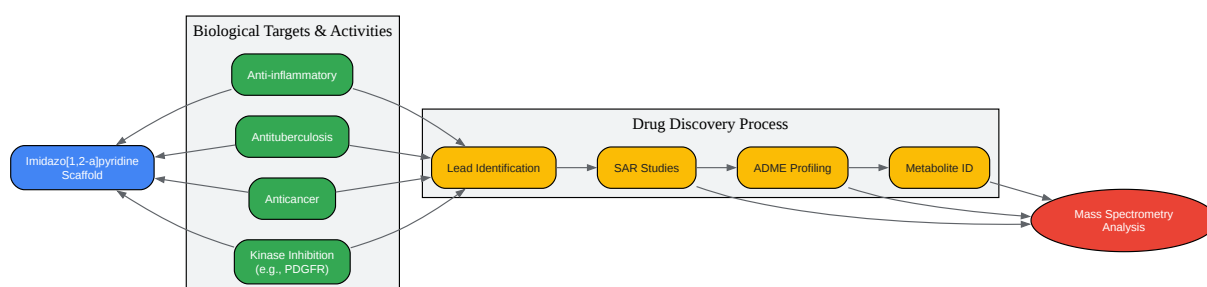 Biological Targets & Activities
Anti-inflammatory
Antituberculosis
Anticancer
Kinase Inhibition
(e.g., PDGFR)
Imidazo[1,2-a]pyridine
Scaffold
Drug Discovery Process
Lead Identification
SAR Studies
ADME Profiling
Metabolite ID
Mass Spectrometry
Analysis